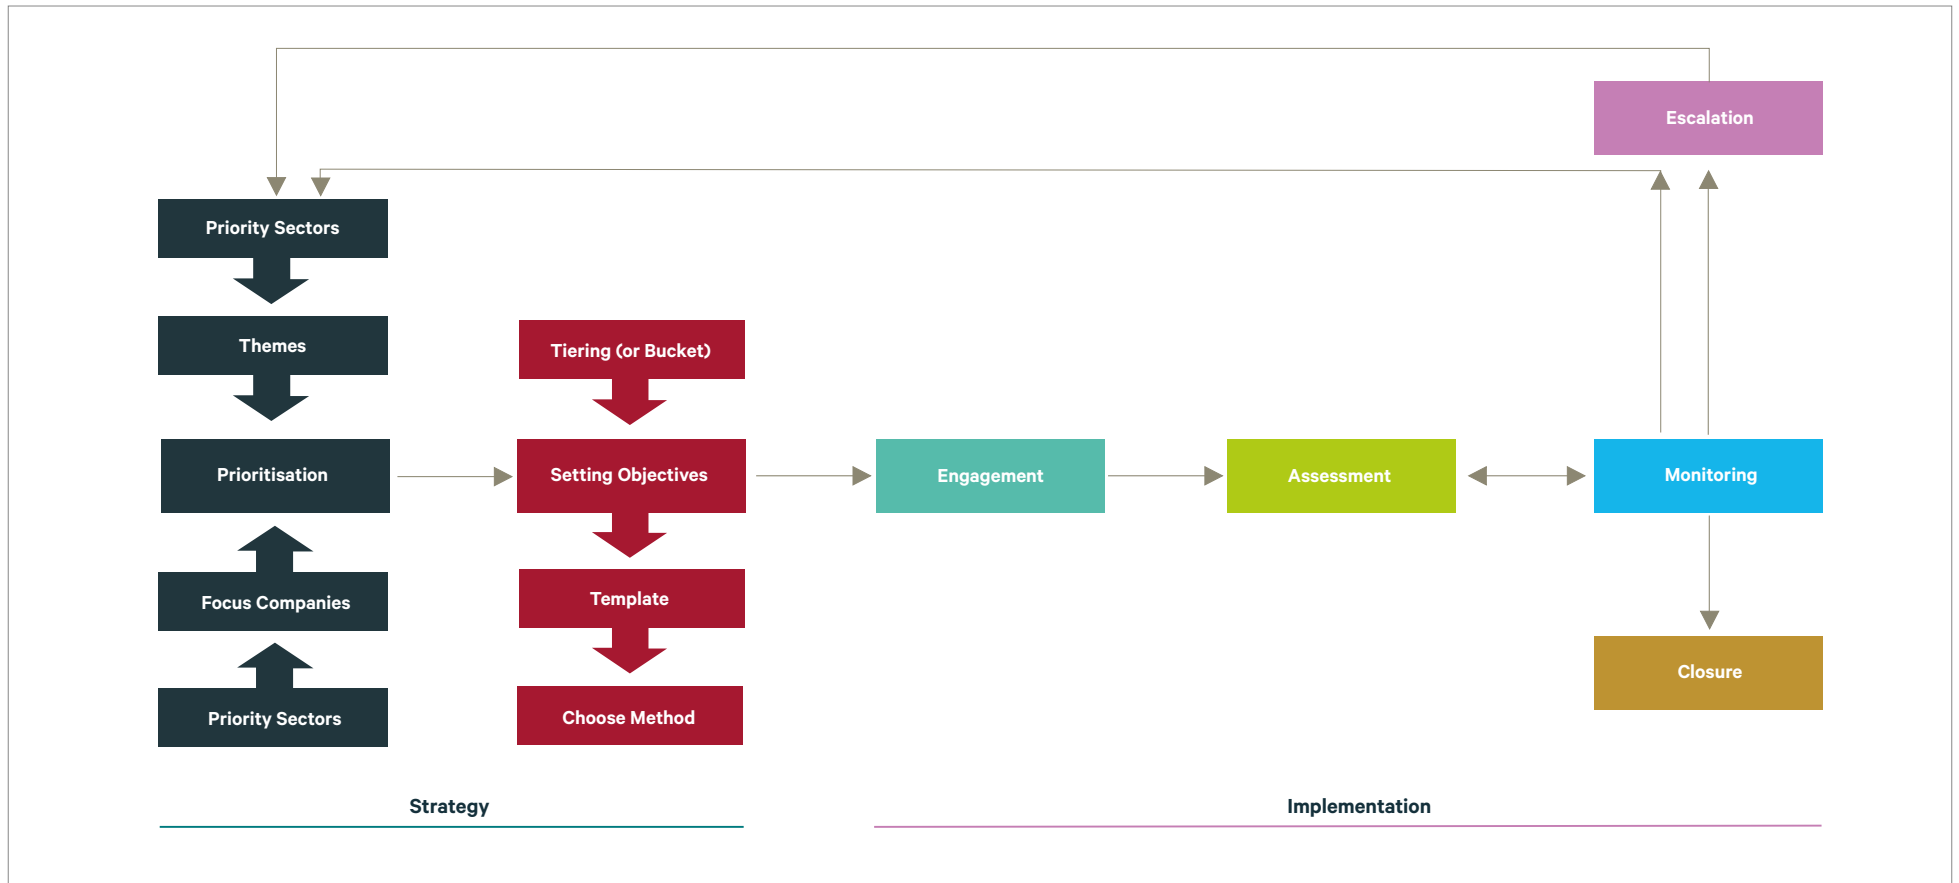 Escalation
Priority Sectors
Themes
Tiering (or Bucket)
Prioritisation
Setting Objectives
Engagement
Assessment
Monitoring
Focus Companies
Template
Closure
Priority Sectors
Choose Method
Strategy
Implementation